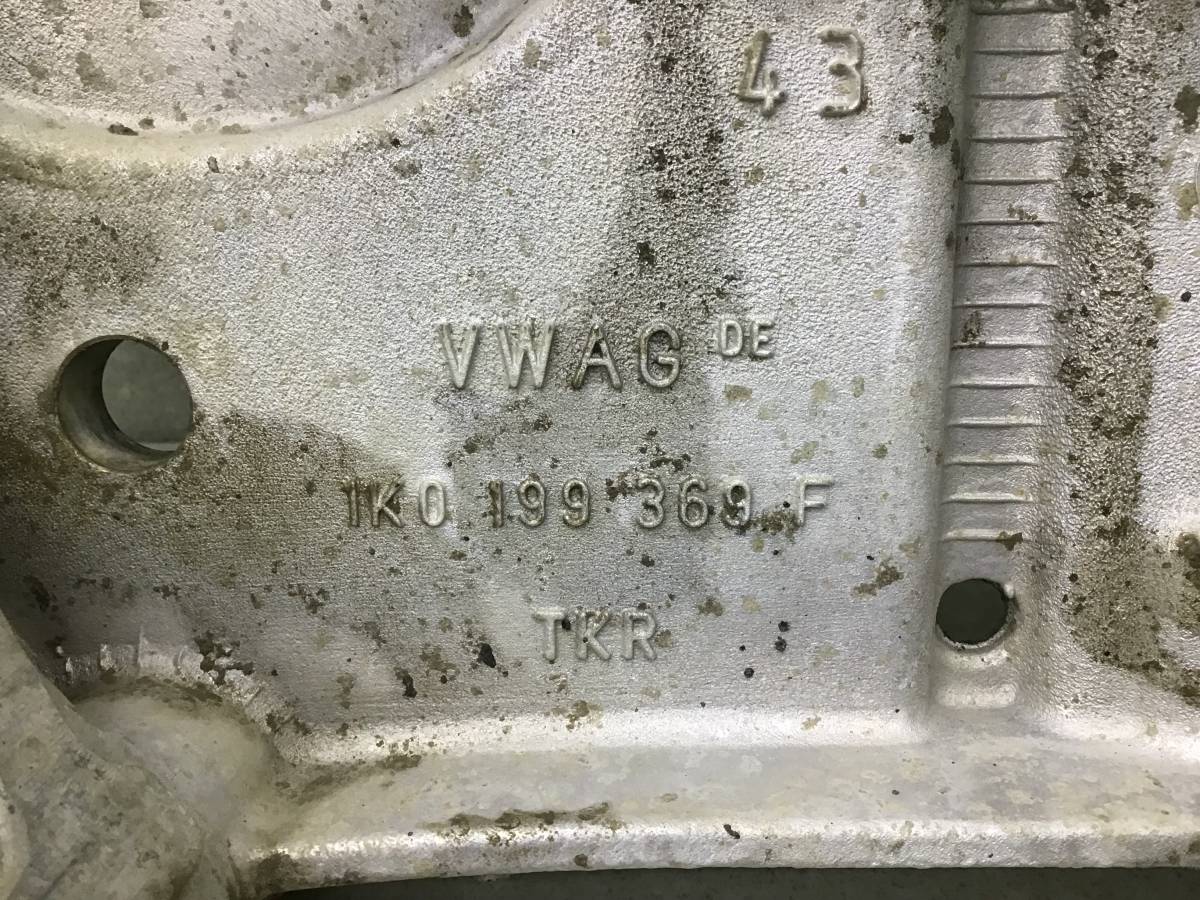 43
VWAG DE
1K0 199 369 F
TKR